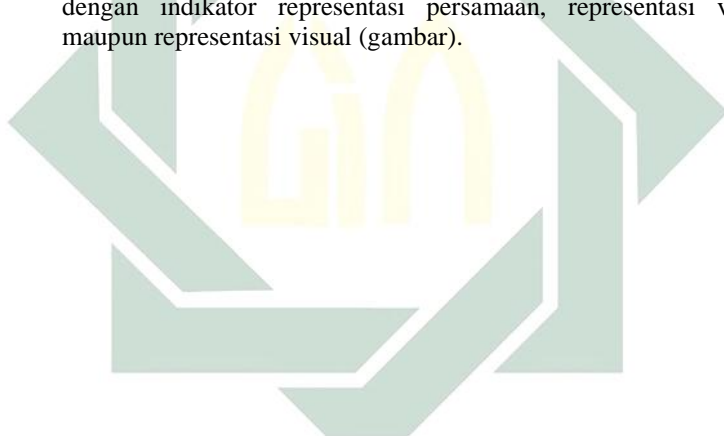 dengan indikator representasi persamaan, representasi
maupun representasi visual (gambar).